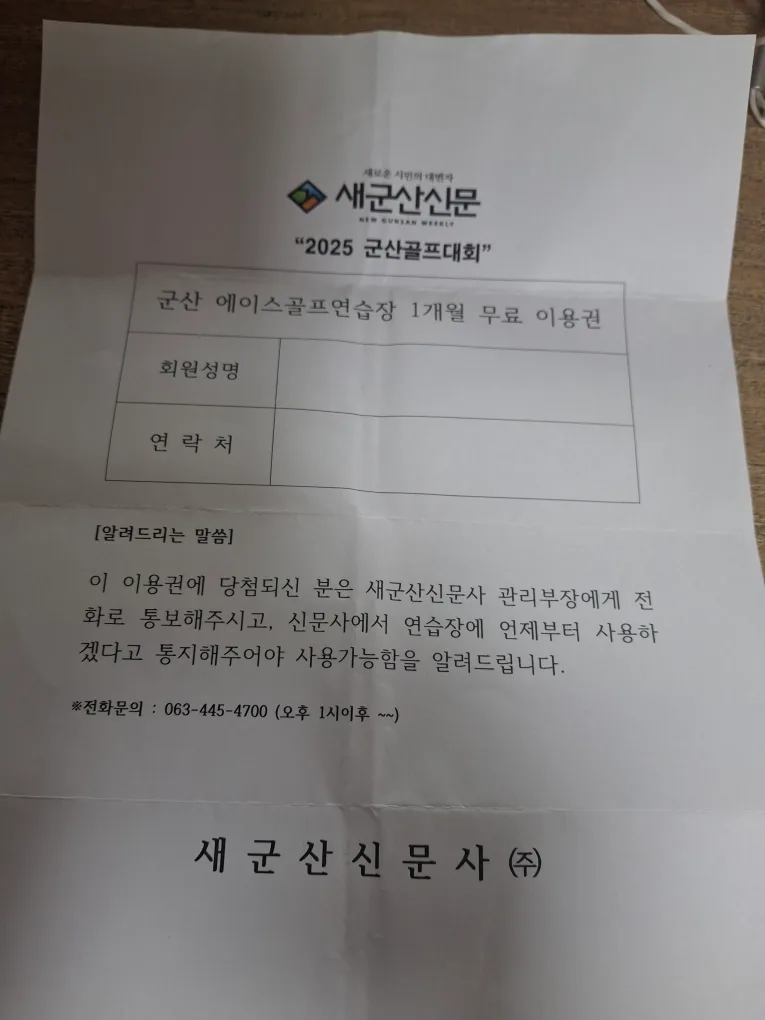 새로운 시민의 대변자
새군산신문
NEW GUNSAN WEEKLY
“2025 군산골프대회”
군산 에이스골프연습장 1개월 무료 이용권
회원성명
연 락 처
[알려드리는 말씀]
이 이용권에 당첨되신 분은 새군산신문사 관리부장에게 전
화로 통보해주시고, 신문사에서 연습장에 언제부터 사용하
겠다고 통지해주어야 사용가능함을 알려드립니다.
※전화문의 : 063-445-4700 (오후 1시이후 ~~)
새 군 산 신 문 사 ㈜